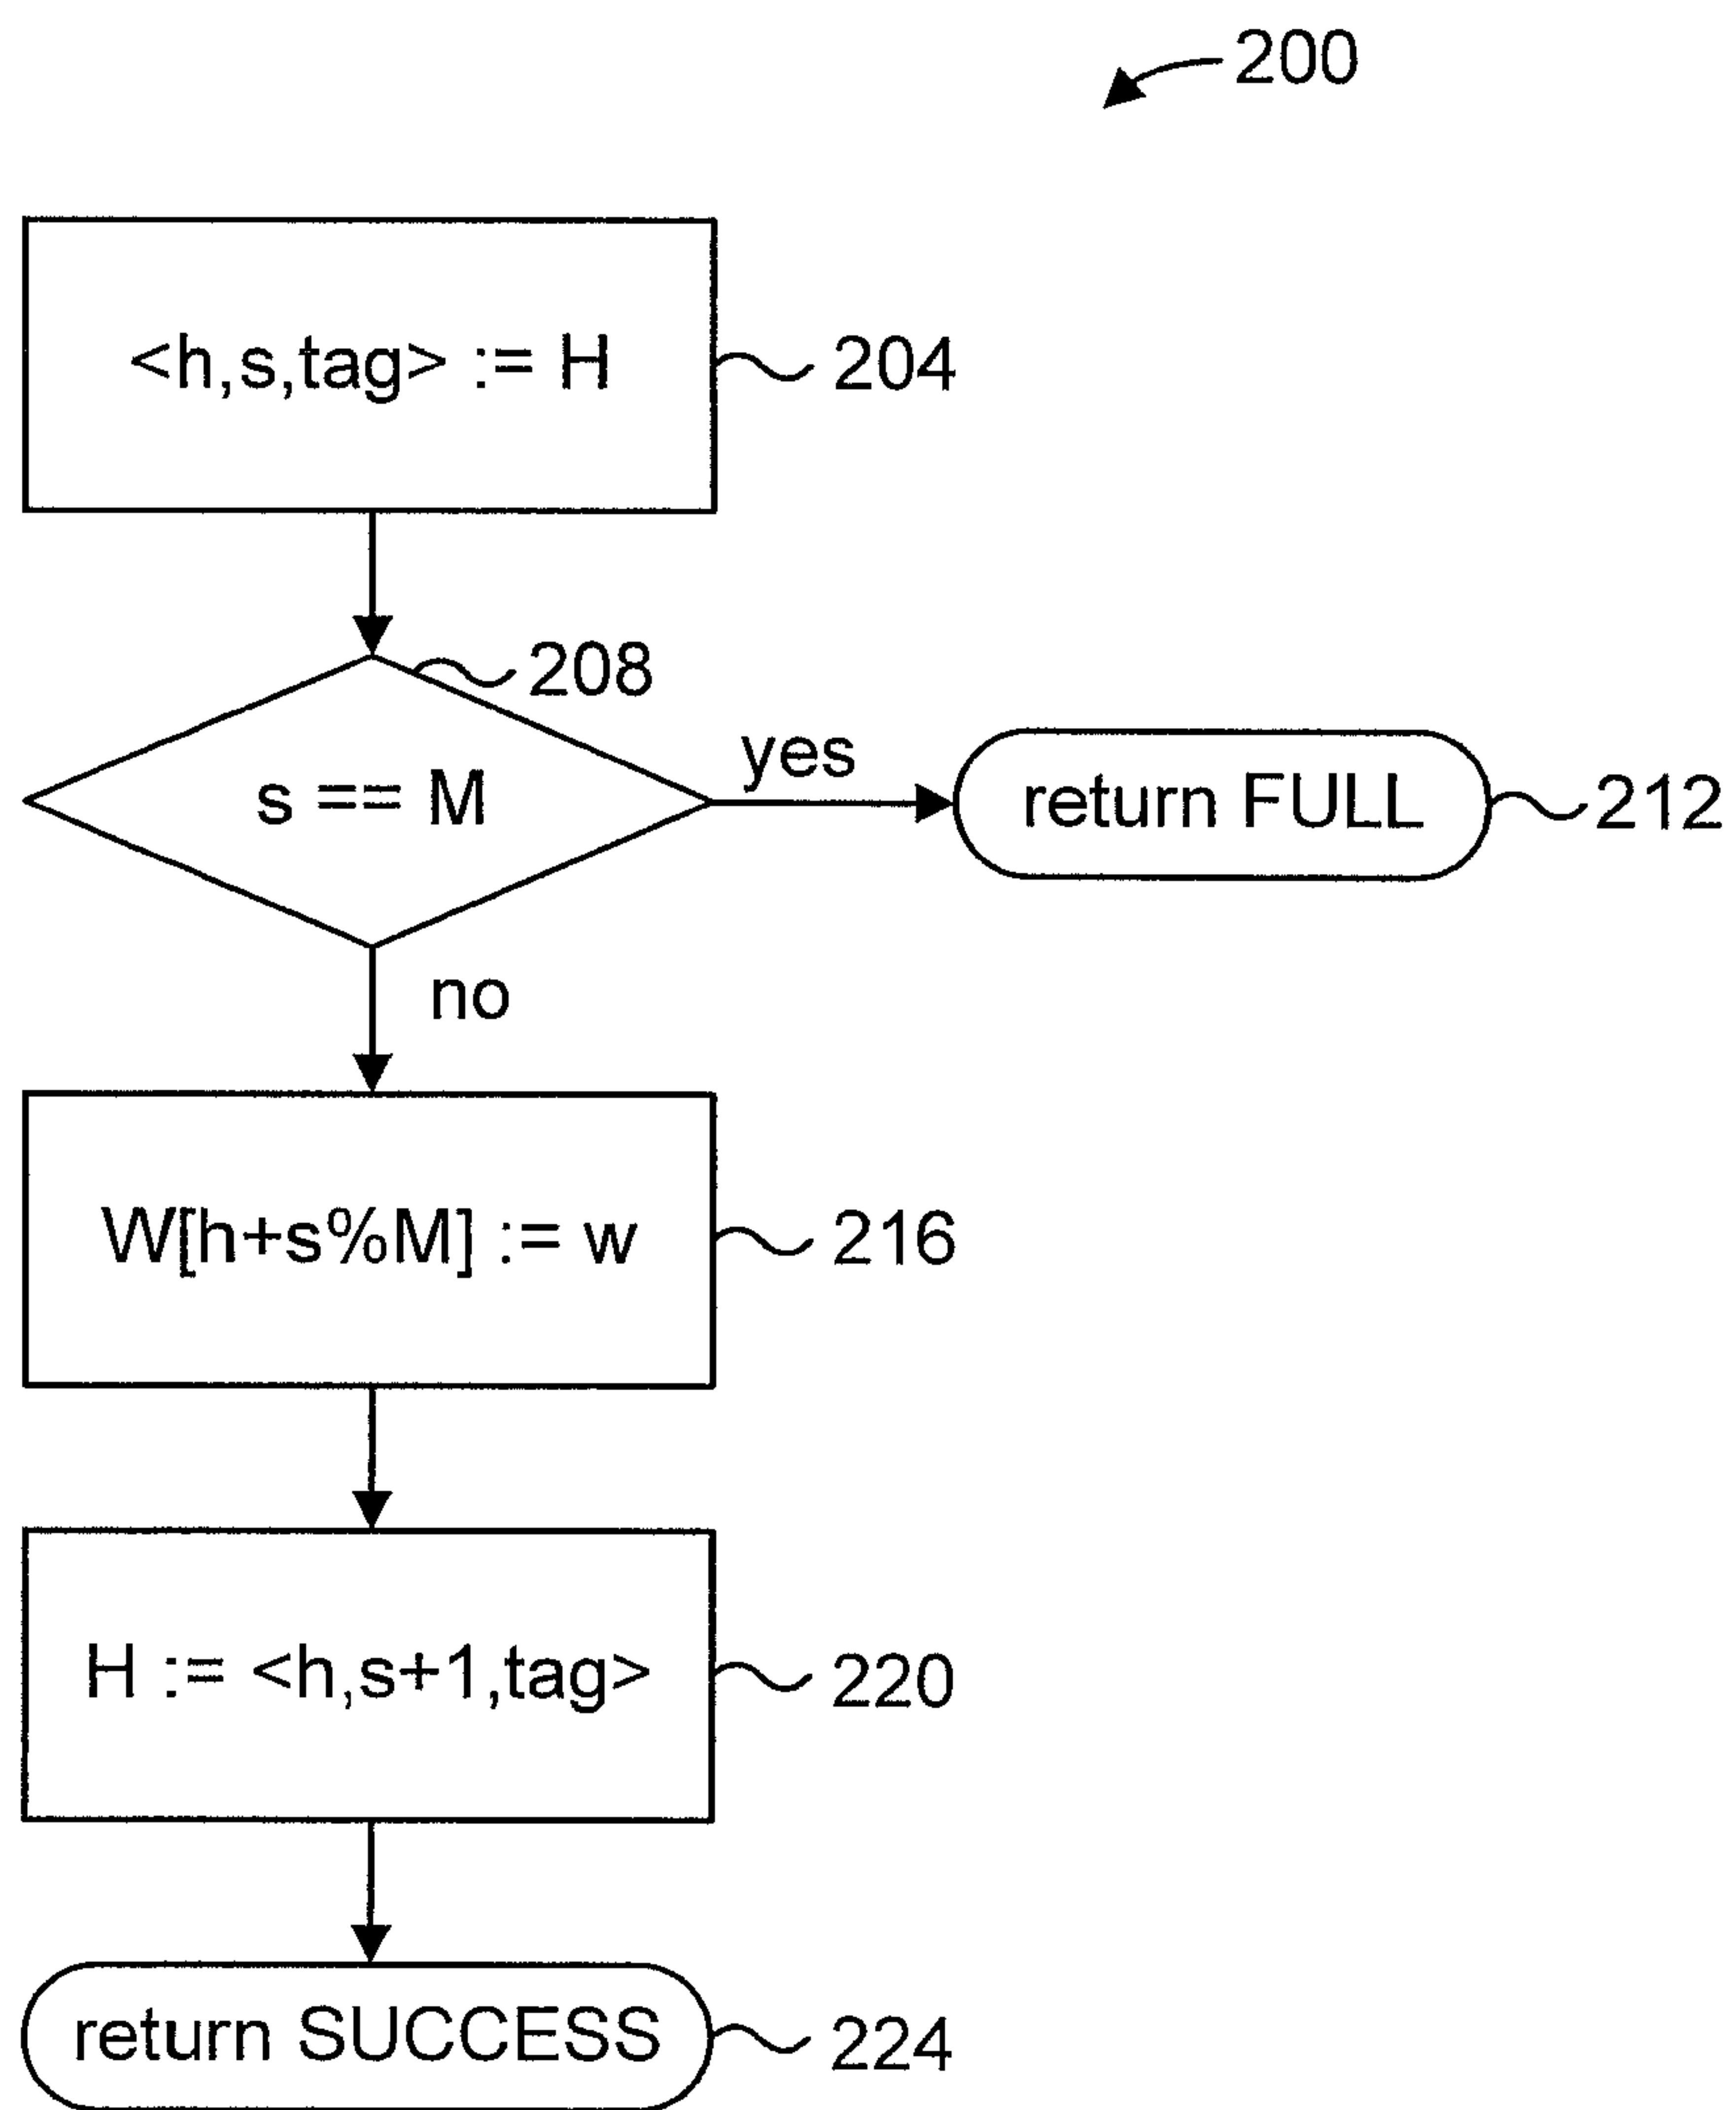 200
<h,s,tag> := H
204
208
s == M
yes
return FULL
212
no
W[h+s%M] := w
216
H := <h,s+1,tag>
220
return SUCCESS
224